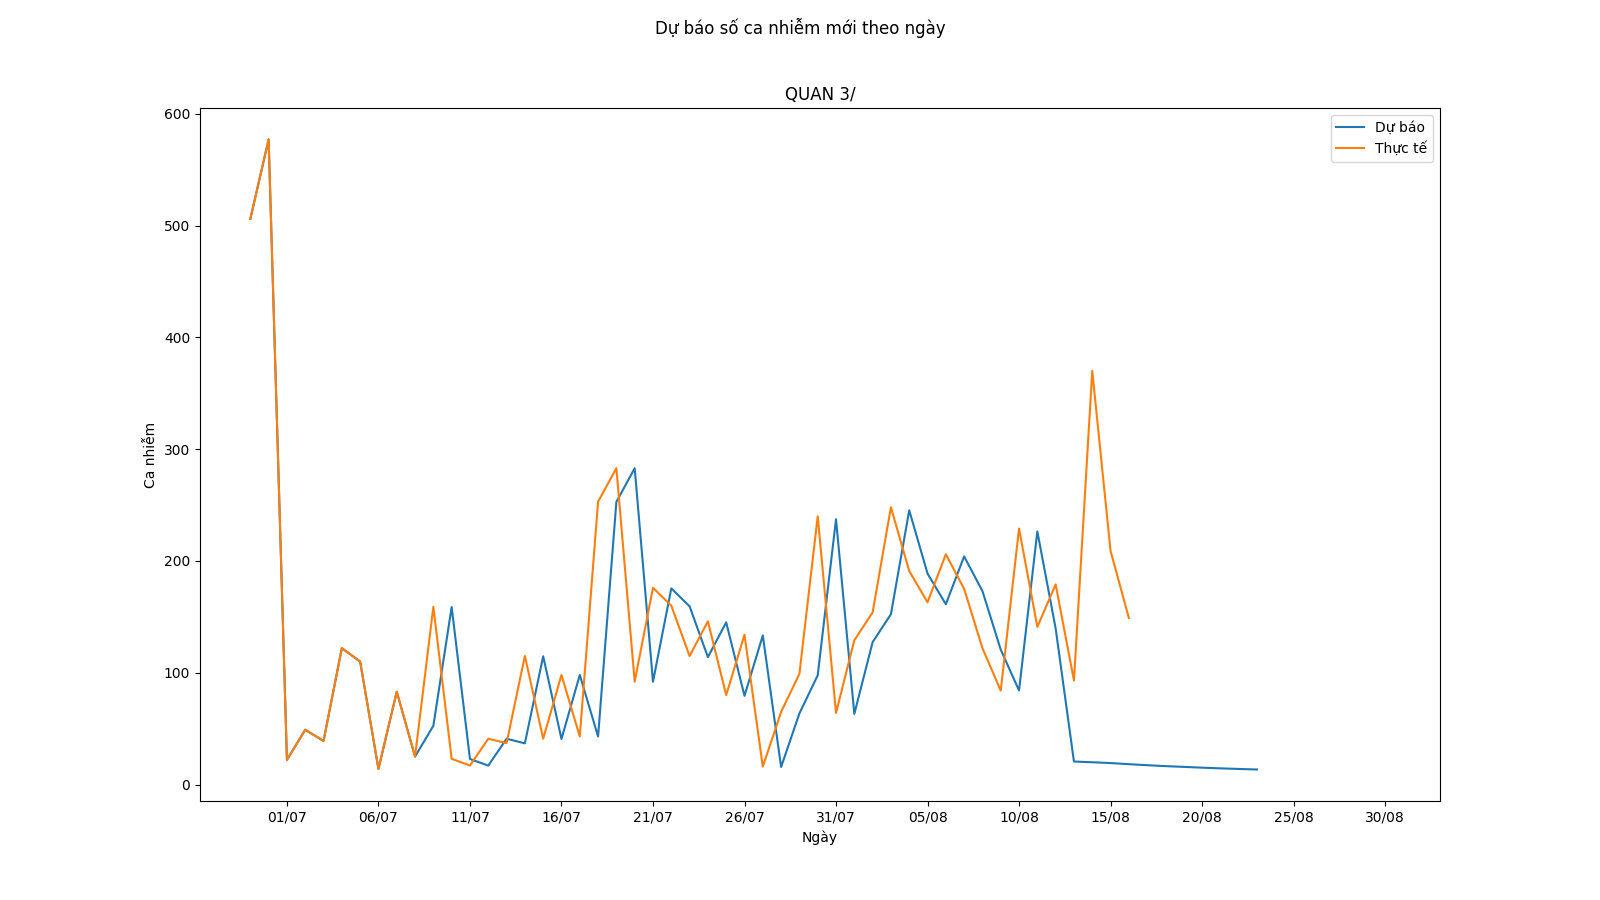 Dự báo số ca nhiễm mới theo ngày
QUAN 3/
Dự báo
Thực tế
Ca nhiễm
600
500
400
300
200
100
0
01/07 06/07 11/07 16/07 21/07 26/07 31/07 05/08 10/08 15/08 20/08 25/08 30/08
Ngày